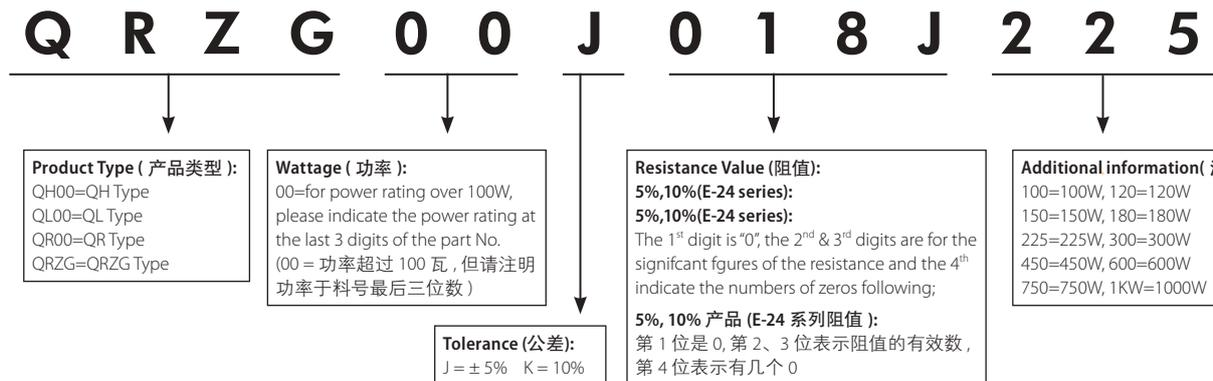 Q R Z G 0 0 J 0 1 8 J 2 2 5
Product Type ( 产品类型 ):
QH00=QH Type
QL00=QL Type
QR00=QR Type
QRZG=QRZG Type
Wattage ( 功率 ):
00=for power rating over 100W,
please indicate the power rating at
the last 3 digits of the part No.
(00 = 功率超过 100 瓦 , 但请注明
功率于料号最后三位数 )
Tolerance (公差):
J = ± 5% K = 10%
Resistance Value (阻值):
5%,10%(E-24 series):
5%,10%(E-24 series):
The 1st digit is “0”, the 2nd & 3rd digits are for the
signifcant fgures of the resistance and the 4th
indicate the numbers of zeros following;
5%, 10% 产品 (E-24 系列阻值 ):
第 1 位是 0, 第 2、3 位表示阻值的有效数 ,
第 4 位表示有几个 0
Additional information(
100=100W, 120=120W
150=150W, 180=180W
225=225W, 300=300W
450=450W, 600=600W
750=750W, 1KW=1000W